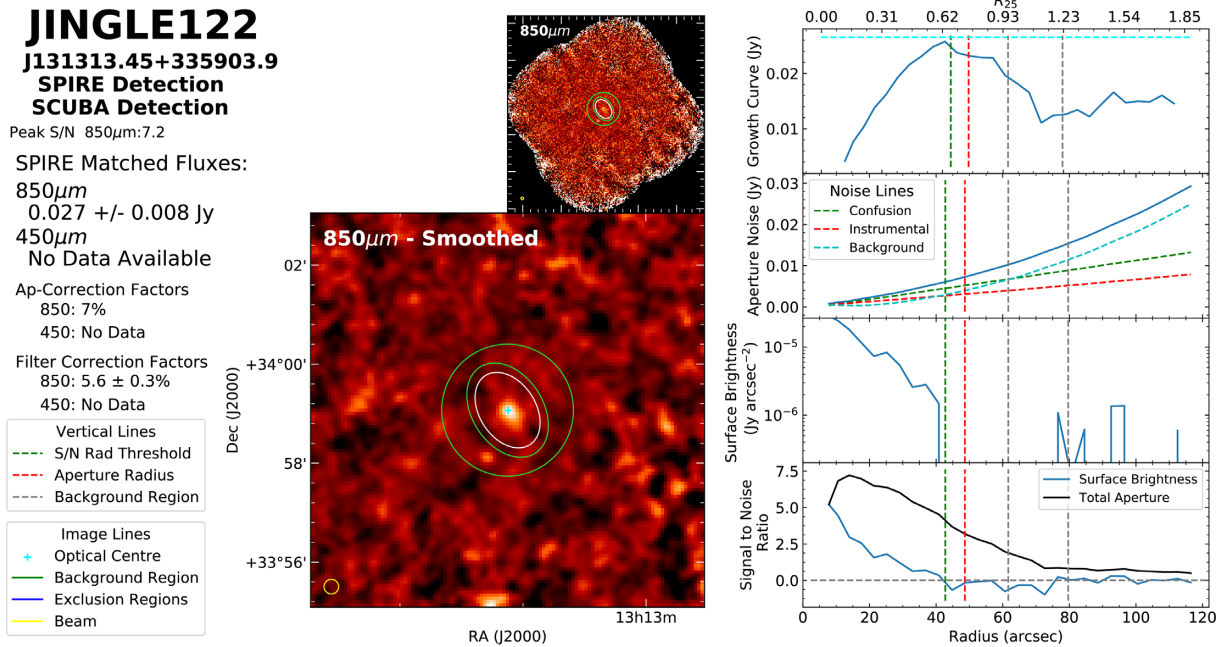 JINGLE122
J131313.45+335903.9
SPIRE Detection
SCUBA Detection
Peak S/N 850μm:7.2
SPIRE Matched Fluxes:
850μm
0.027 +/- 0.008 Jy
450μm
No Data Available
Ap-Correction Factors
850: 7%
450: No Data
Filter Correction Factors
850: 5.6 ± 0.3%
450: No Data
Vertical Lines
S/N Rad Threshold
Aperture Radius
Background Region
Image Lines
Optical Centre
Background Region
Exclusion Regions
Beam
850μm
850μm - Smoothed
02'
+34°00'
58'
+33°56'
Dec (J2000)
13h13m
RA (J2000)
R25
0.00 0.31 0.62 0.93 1.23 1.54 1.85
Growth Curve (Jy)
0.02
0.01
Aperture Noise (Jy)
0.03
0.02
0.01
0.00
Noise Lines
Confusion
Instrumental
Background
Surface Brightness
(Jy arcsec⁻²)
10⁻⁵
10⁻⁶
Signal to Noise
Ratio
7.5
5.0
2.5
0.0
Surface Brightness
Total Aperture
0 20 40 60 80 100 120
Radius (arcsec)